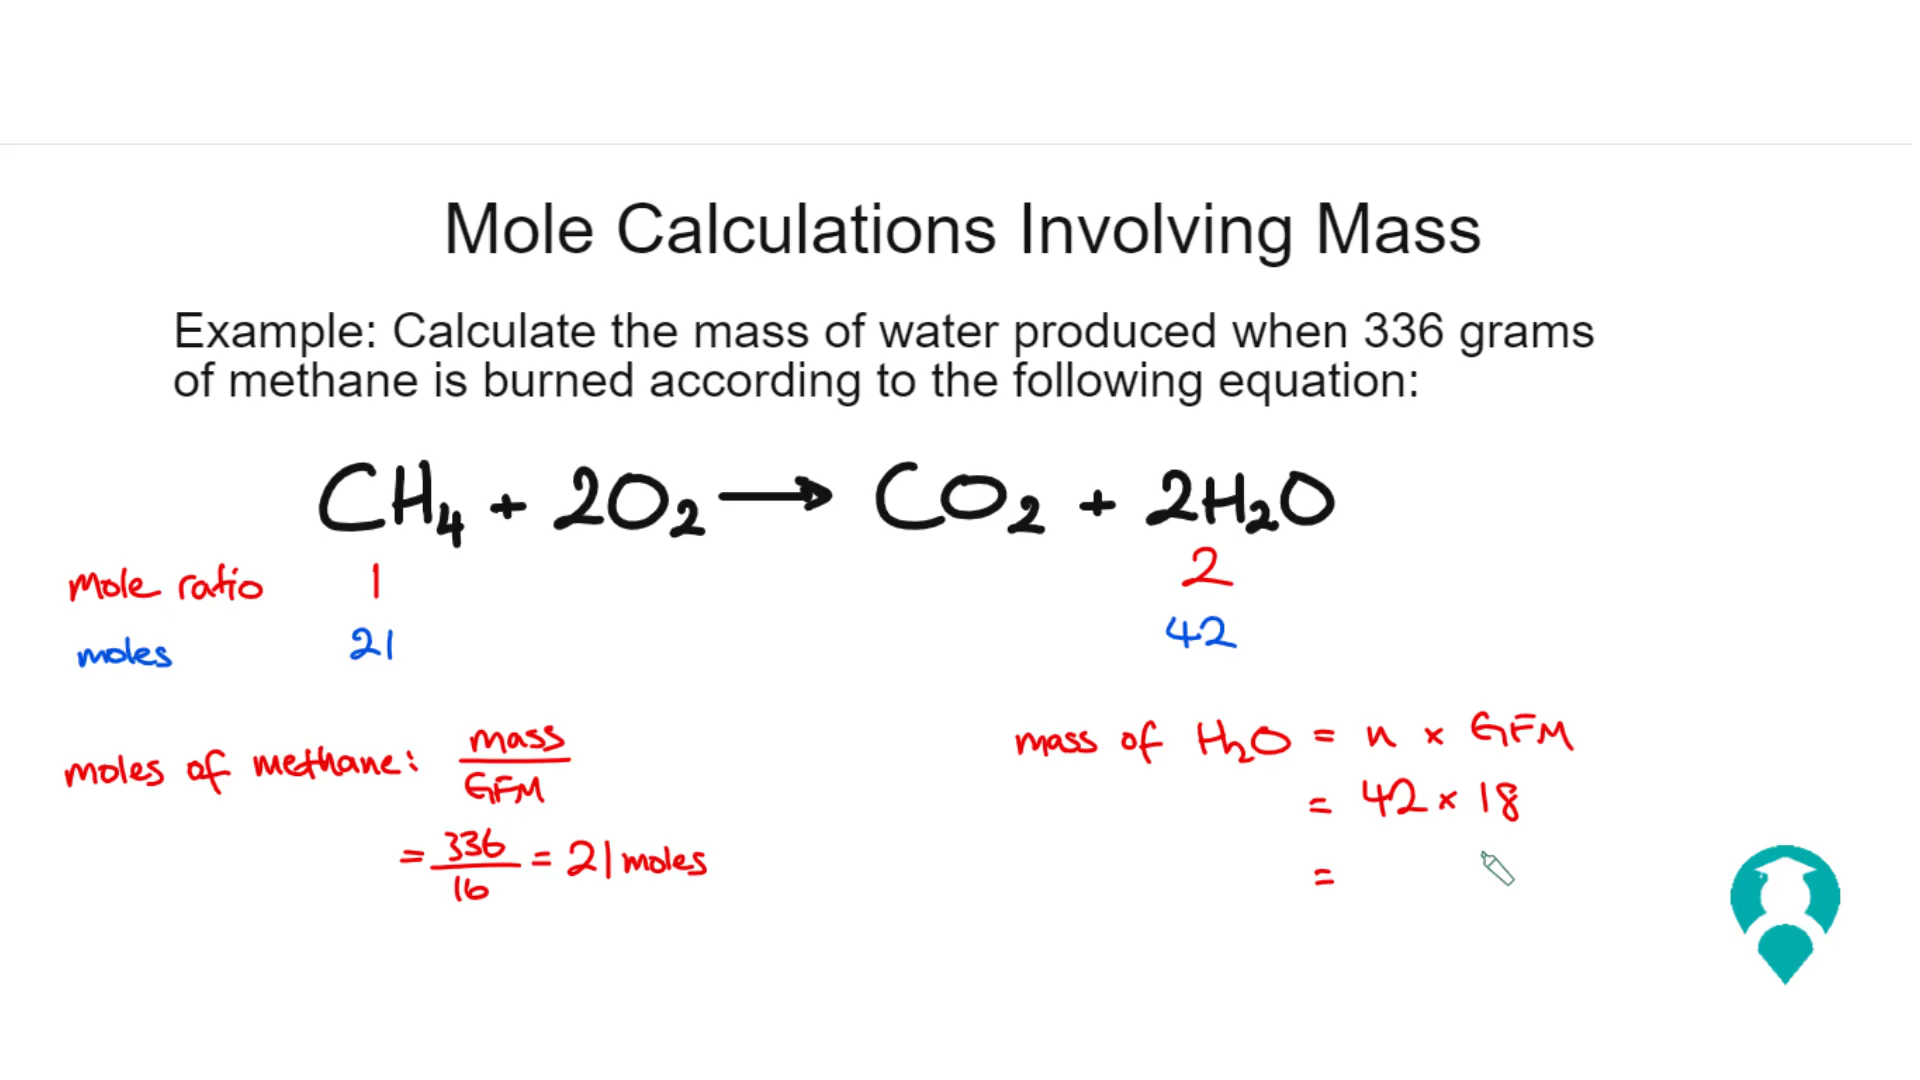 Mole Calculations Involving Mass
Example: Calculate the mass of water produced when 336 grams
of methane is burned according to the following equation:
CH₄ + 2O₂ → CO₂ + 2H₂O
mole ratio 1 2
moles 21 42
moles of methane: mass
GFM
= 336 = 21 moles
16
mass of H₂O = n × GFM
= 42 × 18
=